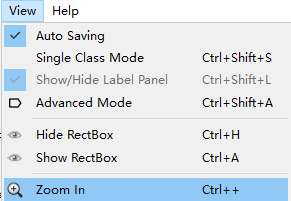 View Help
Auto Saving
Single Class Mode Ctrl+Shift+S
Show/Hide Label Panel Ctrl+Shift+L
Advanced Mode Ctrl+Shift+A
Hide RectBox Ctrl+H
Show RectBox Ctrl+A
Zoom In Ctrl++